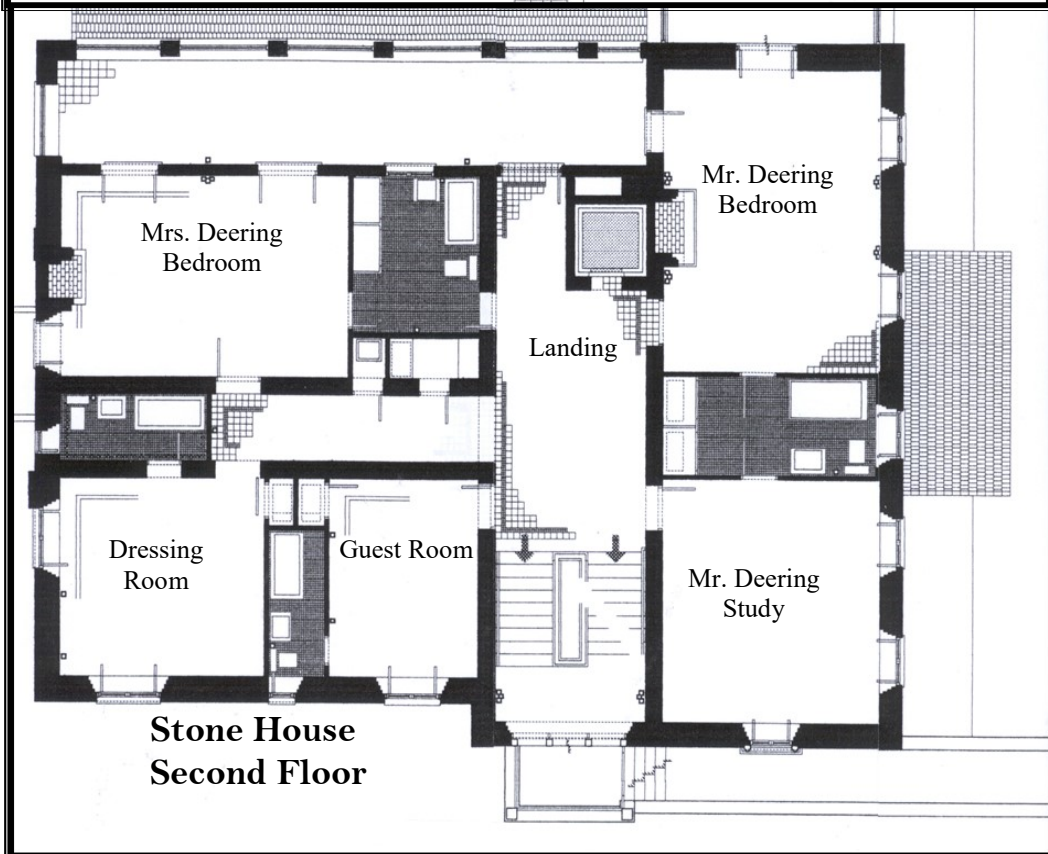 Mrs. Deering
Bedroom
Mr. Deering
Bedroom
Landing
Dressing
Room
Guest Room
Mr. Deering
Study
Stone House
Second Floor